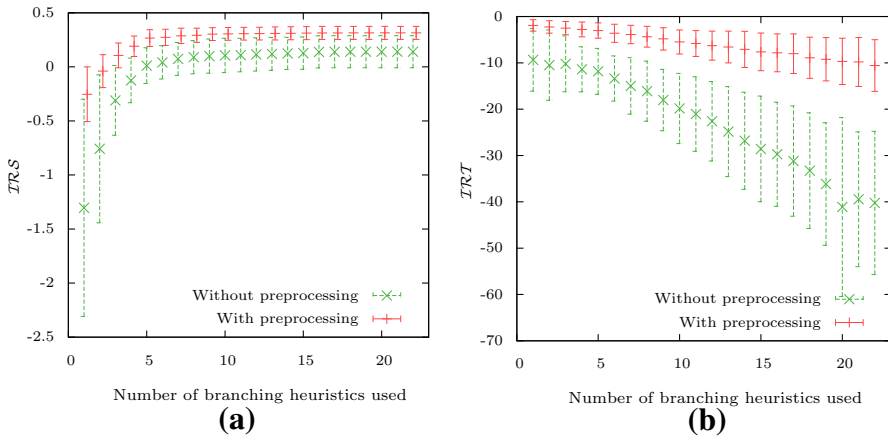 0.5
0
-0.5
-1
-1.5
-2
-2.5
IRS
Without preprocessing
With preprocessing
0 5 10 15 20
Number of branching heuristics used
(a)
0
-10
-20
-30
-40
-50
-60
-70
IRT
Without preprocessing
With preprocessing
0 5 10 15 20
Number of branching heuristics used
(b)